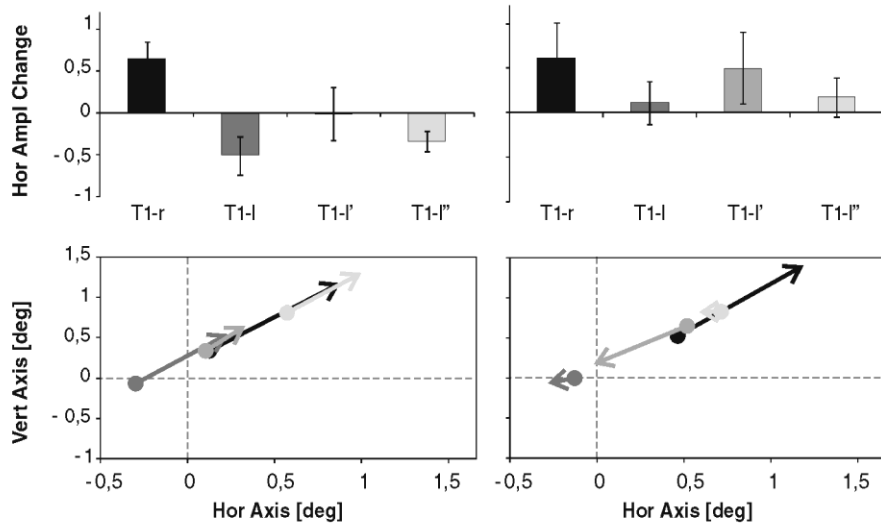 Hor Ampl Change
1
0,5
0
- 0,5
-1
T1-r T1-l T1-l’ T1-l’’
T1-r T1-l T1-l’ T1-l’’
Vert Axis [deg]
1,5
1
0,5
0
- 0,5
-1
-0,5 0 0,5 1 1,5
Hor Axis [deg]
-0,5 0 0,5 1 1,5
Hor Axis [deg]